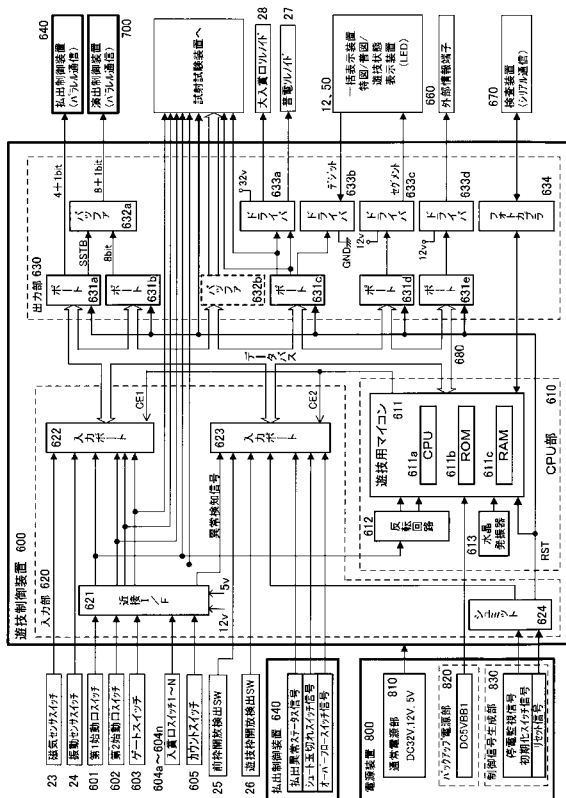 遊技制御装置 600
入力部 620
出力部 630
CPU部 610
23 磁気センサスイッチ
24 振動センサスイッチ
601 第1始動口スイッチ
602 第2始動口スイッチ
603 ゲートスイッチ
604a～604n 入賞口スイッチ1～N
605 カウントスイッチ
25 前枠開放検出SW
26 遊技枠開放検出SW
払出制御装置 640
払出異常ステータス信号
シュート玉切れスイッチ信号
オーバーフロースイッチ信号
電源装置 800
通常電源部 810
DC32V,12V, 5V
バックアップ電源部 820
DC5VBB1
制御信号生成部 830
停電監視信号
初期化スイッチ信号
リセット信号
621
近接I/F
12v
5v
異常検知信号
622
入力ポート
CE1
623
入力ポート
CE2
シュミット
624
612
反転回路
613
水晶発振器
RST
遊技用マイコン
611
611a
CPU
611b
ROM
611c
RAM
データバス
680
ポート
631a
ポート
631b
バッファ
632b
ポート
631c
ポート
631d
ポート
631e
SSTB
8bit
バッファ
632a
4＋1bit
8＋1bit
32v
ドライバ
633a
ドライバ
633b
デジット
GND
12v
ドライバ
633c
セグメント
12v
ドライバ
633d
フォトカプラ
634
640
払出制御装置
(パラレル通信)
700
演出制御装置
(パラレル通信)
試射試験装置へ
28
大入賞口ソレノイド
27
普電ソレノイド
12、50
一括表示装置
特図/普図/
遊技状態
表示装置
(LED)
660
外部情報端子
670
検査装置
(シリアル通信)